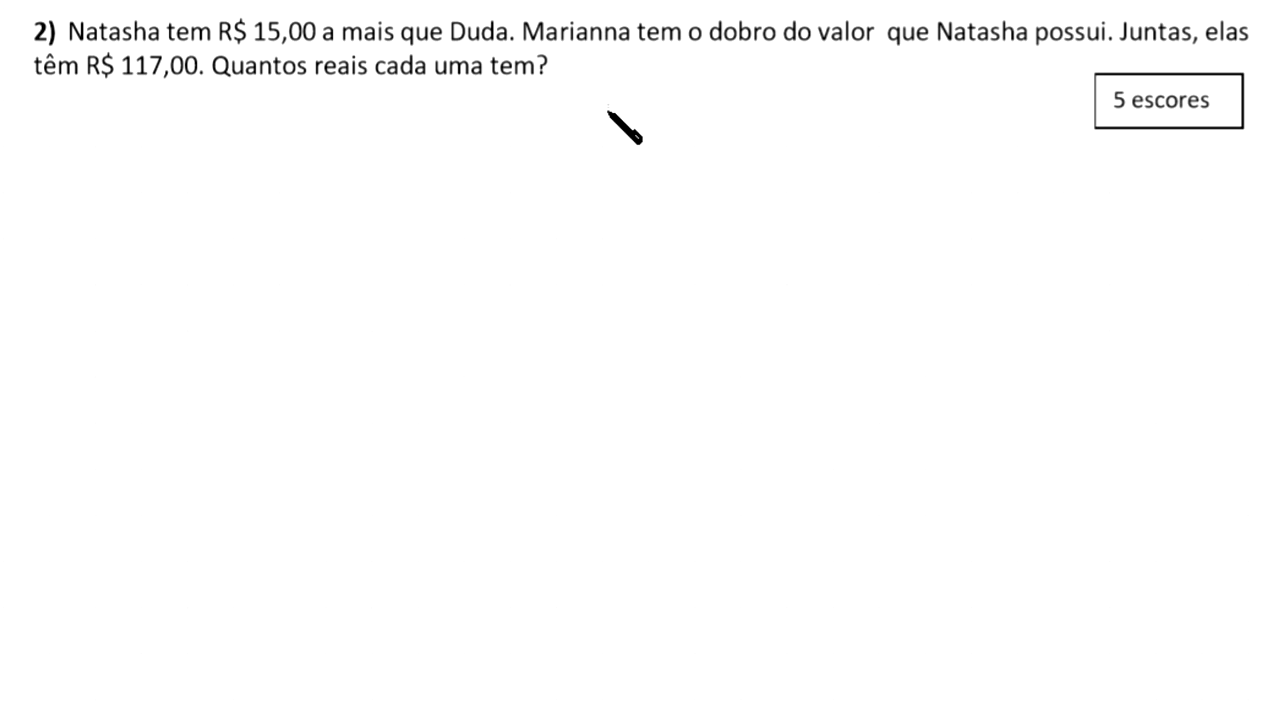 2) Natasha tem R$ 15,00 a mais que Duda. Marianna tem o dobro do valor que Natasha possui. Juntas, elas
têm R$ 117,00. Quantos reais cada uma tem?
5 escores